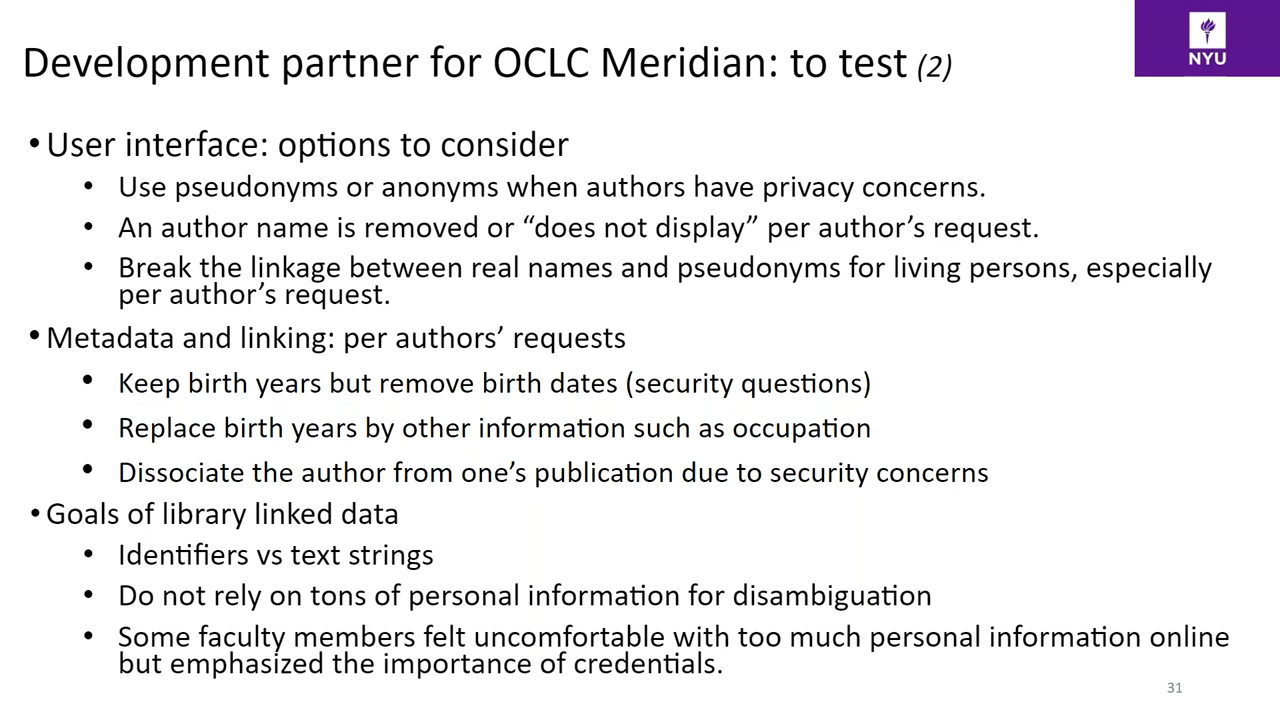 Development partner for OCLC Meridian: to test (2)
NYU
•User interface: options to consider
• Use pseudonyms or anonyms when authors have privacy concerns.
• An author name is removed or “does not display” per author’s request.
• Break the linkage between real names and pseudonyms for living persons, especially
per author’s request.
•Metadata and linking: per authors’ requests
• Keep birth years but remove birth dates (security questions)
• Replace birth years by other information such as occupation
• Dissociate the author from one’s publication due to security concerns
•Goals of library linked data
• Identifiers vs text strings
• Do not rely on tons of personal information for disambiguation
• Some faculty members felt uncomfortable with too much personal information online
but emphasized the importance of credentials.
31